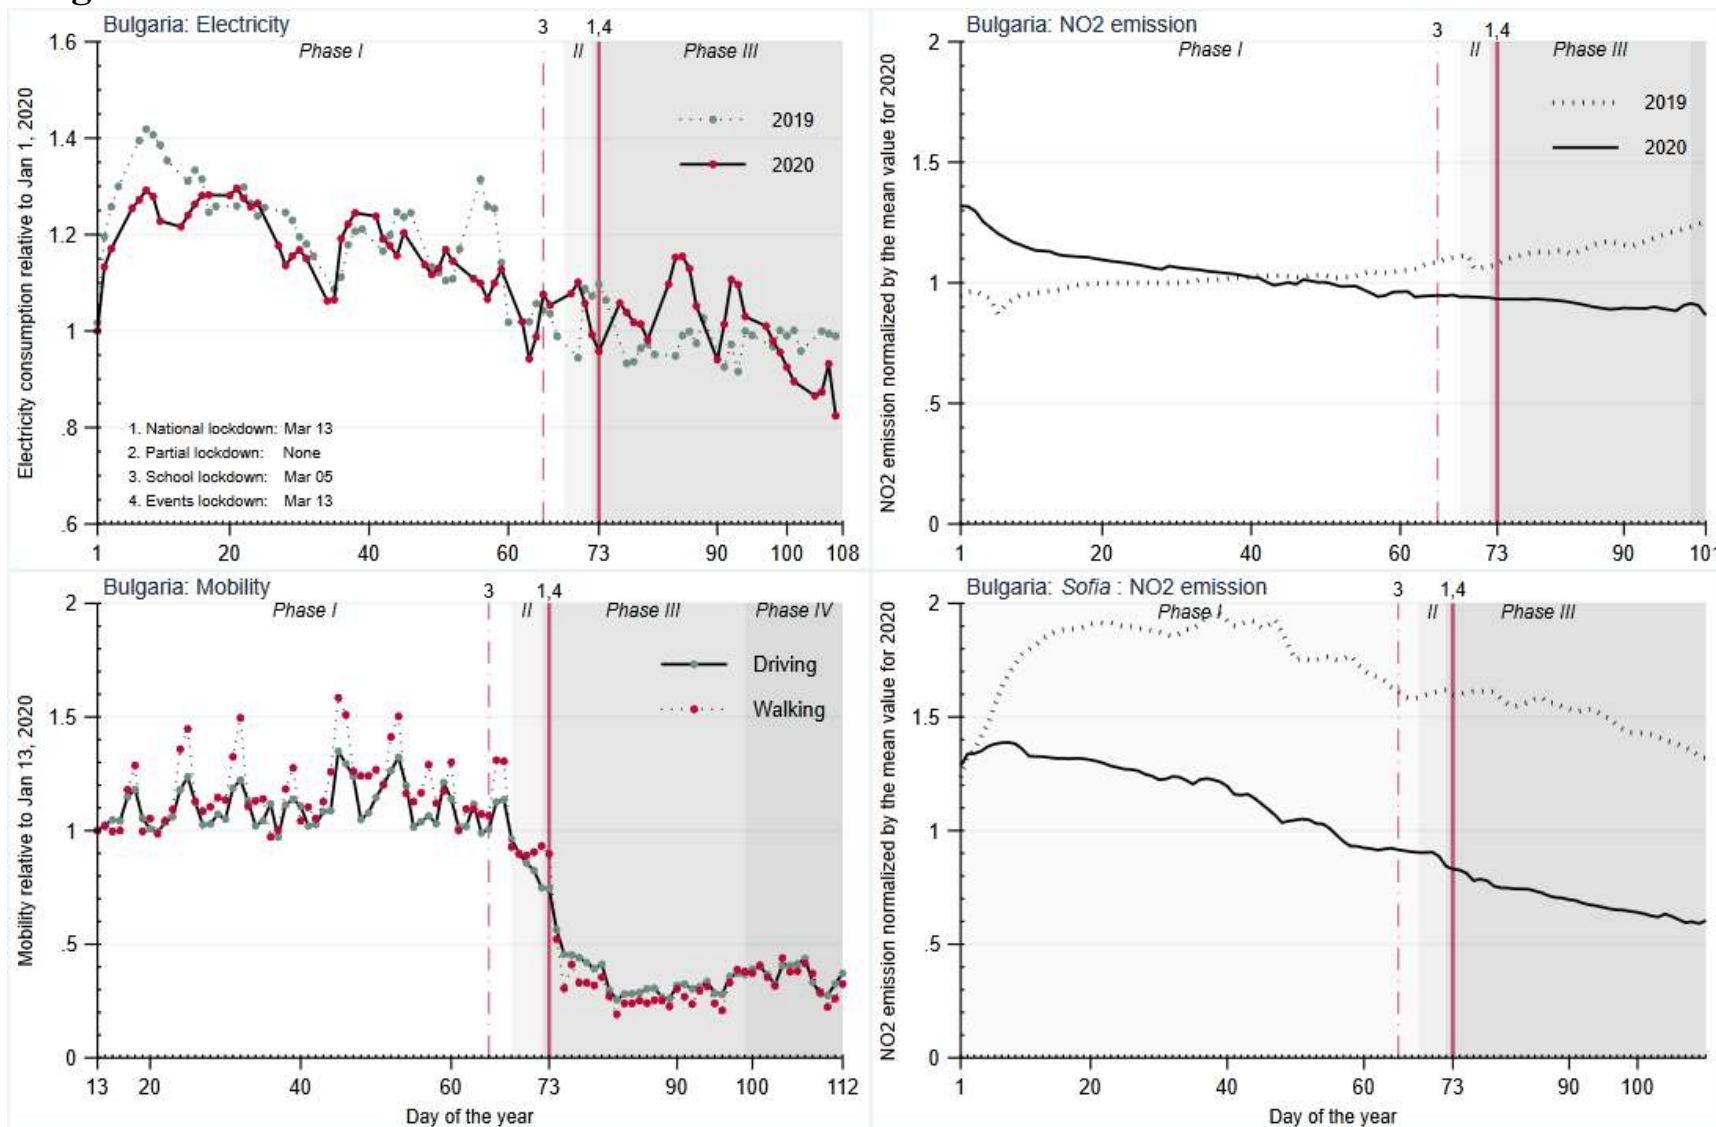 Bulgaria: Electricity
3 1,4
Phase I II Phase III
Electricity consumption relative to Jan 1, 2020
1.6
1.4
1.2
1
.8
.6
2019
2020
1. National lockdown: Mar 13
2. Partial lockdown: None
3. School lockdown: Mar 05
4. Events lockdown: Mar 13
1 20 40 60 73 90 100 108
Bulgaria: NO2 emission
3 1,4
Phase I II Phase III
NO2 emission normalized by the mean value for 2020
2
1.5
1
.5
0
2019
2020
1 20 40 60 73 90 10
Bulgaria: Mobility
3 1,4
Phase I II Phase III Phase IV
Mobility relative to Jan 13, 2020
2
1.5
1
.5
0
Driving
Walking
13 20 40 60 73 90 100 112
Day of the year
Bulgaria: Sofia : NO2 emission
3 1,4
Phase I II Phase III
NO2 emission normalized by the mean value for 2020
2
1.5
1
.5
0
1 20 40 60 73 90 100
Day of the year